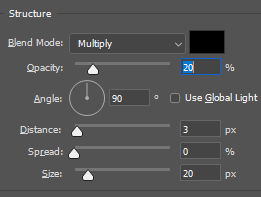 Structure
Blend Mode: Multiply
Opacity: 20 %
Angle: 90 ° Use Global Light
Distance: 3 px
Spread: 0 %
Size: 20 px